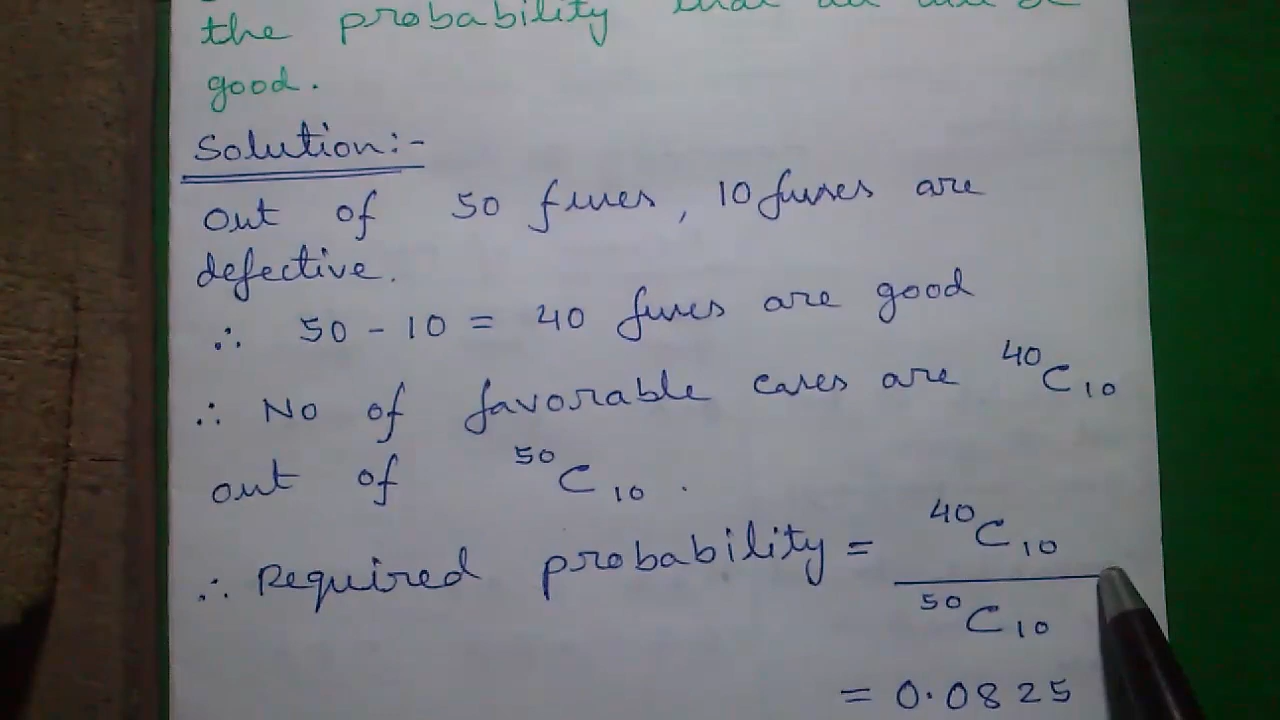 the probability
good.
Solution:-
out of 50 fuses, 10 fuses are
defective.
∴ 50 - 10 = 40 fuses are good
∴ No of favorable cases are ⁴⁰C₁₀
out of ⁵⁰C₁₀.
∴ Required probability = ⁴⁰C₁₀
⁵⁰C₁₀
= 0.0825